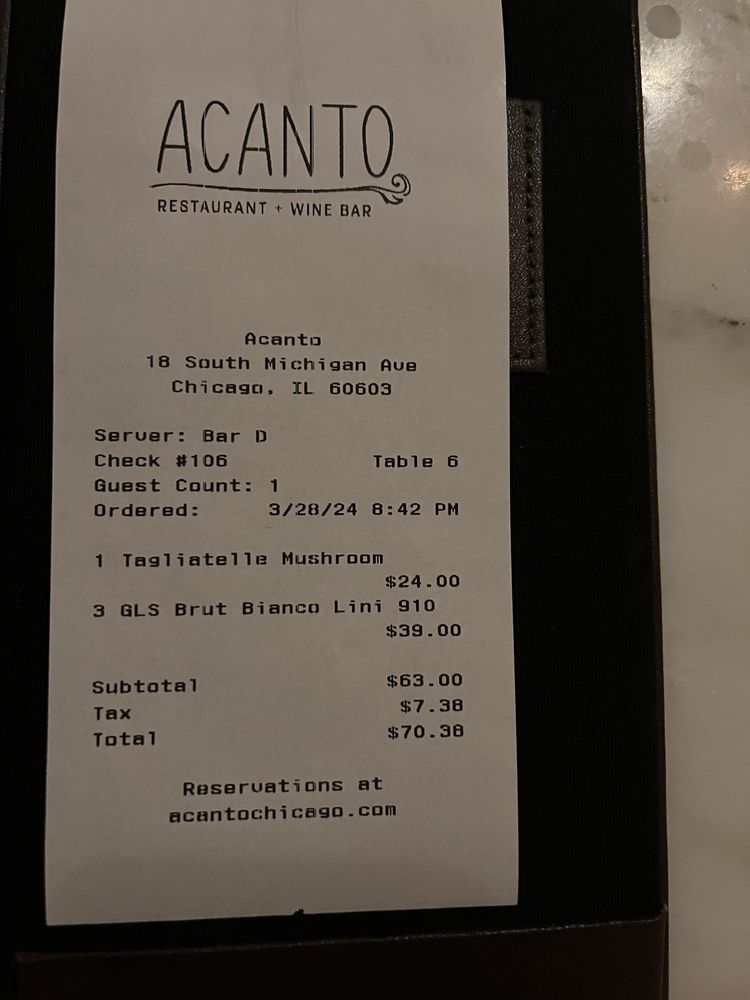 ACANTO
RESTAURANT + WINE BAR
Acanto
18 South Michigan Ave
Chicago, IL 60603
Server: Bar D
Check #106 Table 6
Guest Count: 1
Ordered: 3/28/24 8:42 PM
1 Tagliatelle Mushroom
$24.00
3 GLS Brut Bianco Lini 910
$39.00
Subtotal $63.00
Tax $7.38
Total $70.38
Reservations at
acantochicago.com